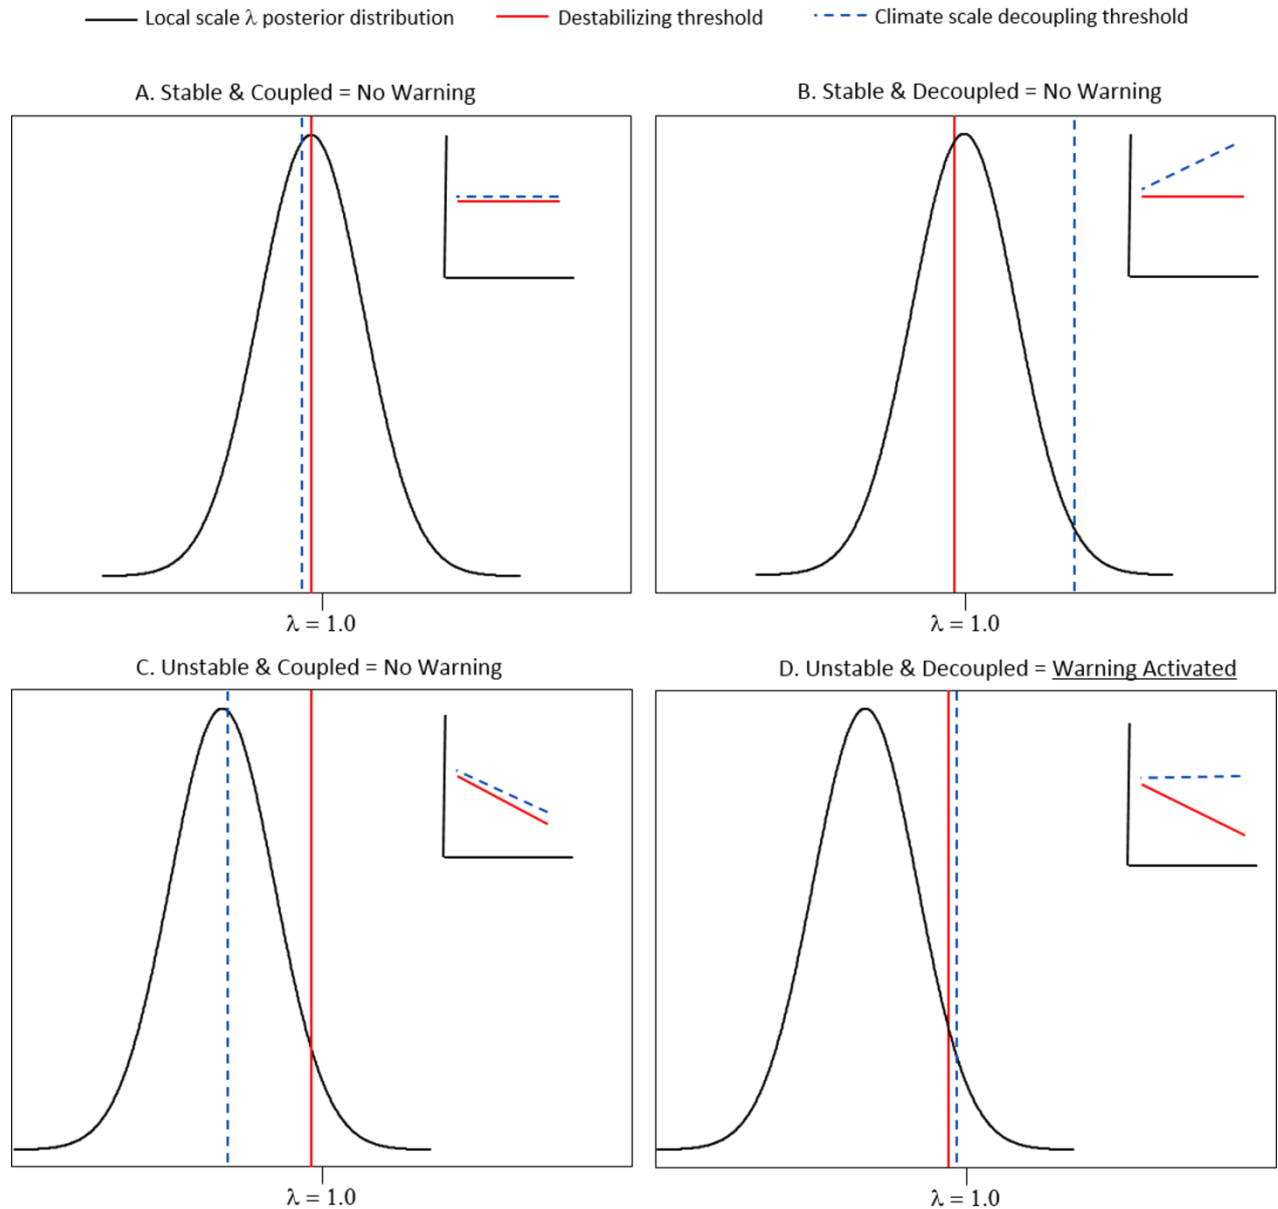 Local scale λ posterior distribution Destabilizing threshold Climate scale decoupling threshold
A. Stable & Coupled = No Warning
B. Stable & Decoupled = No Warning
λ = 1.0
λ = 1.0
C. Unstable & Coupled = No Warning
D. Unstable & Decoupled = Warning Activated
λ = 1.0
λ = 1.0